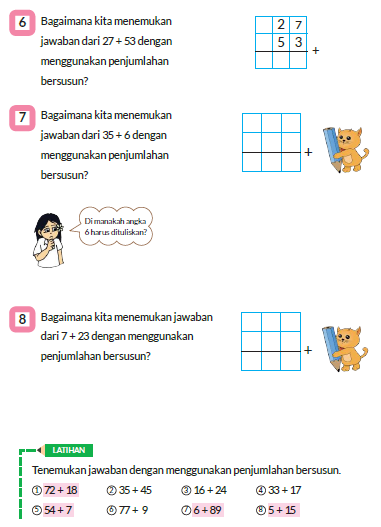 6 Bagaimana kita menemukan
jawaban dari 27 + 53 dengan
menggunakan penjumlahan
bersusun?
2 7
5 3
+
7 Bagaimana kita menemukan
jawaban dari 35 + 6 dengan
menggunakan penjumlahan
bersusun?
+
Di manakah angka
6 harus dituliskan?
8 Bagaimana kita menemukan jawaban
dari 7 + 23 dengan menggunakan
penjumlahan bersusun?
+
LATIHAN
Tenemukan jawaban dengan menggunakan penjumlahan bersusun.
① 72 + 18 ② 35 + 45 ③ 16 + 24 ④ 33 + 17
⑤ 54 + 7 ⑥ 77 + 9 ⑦ 6 + 89 ⑧ 5 + 15